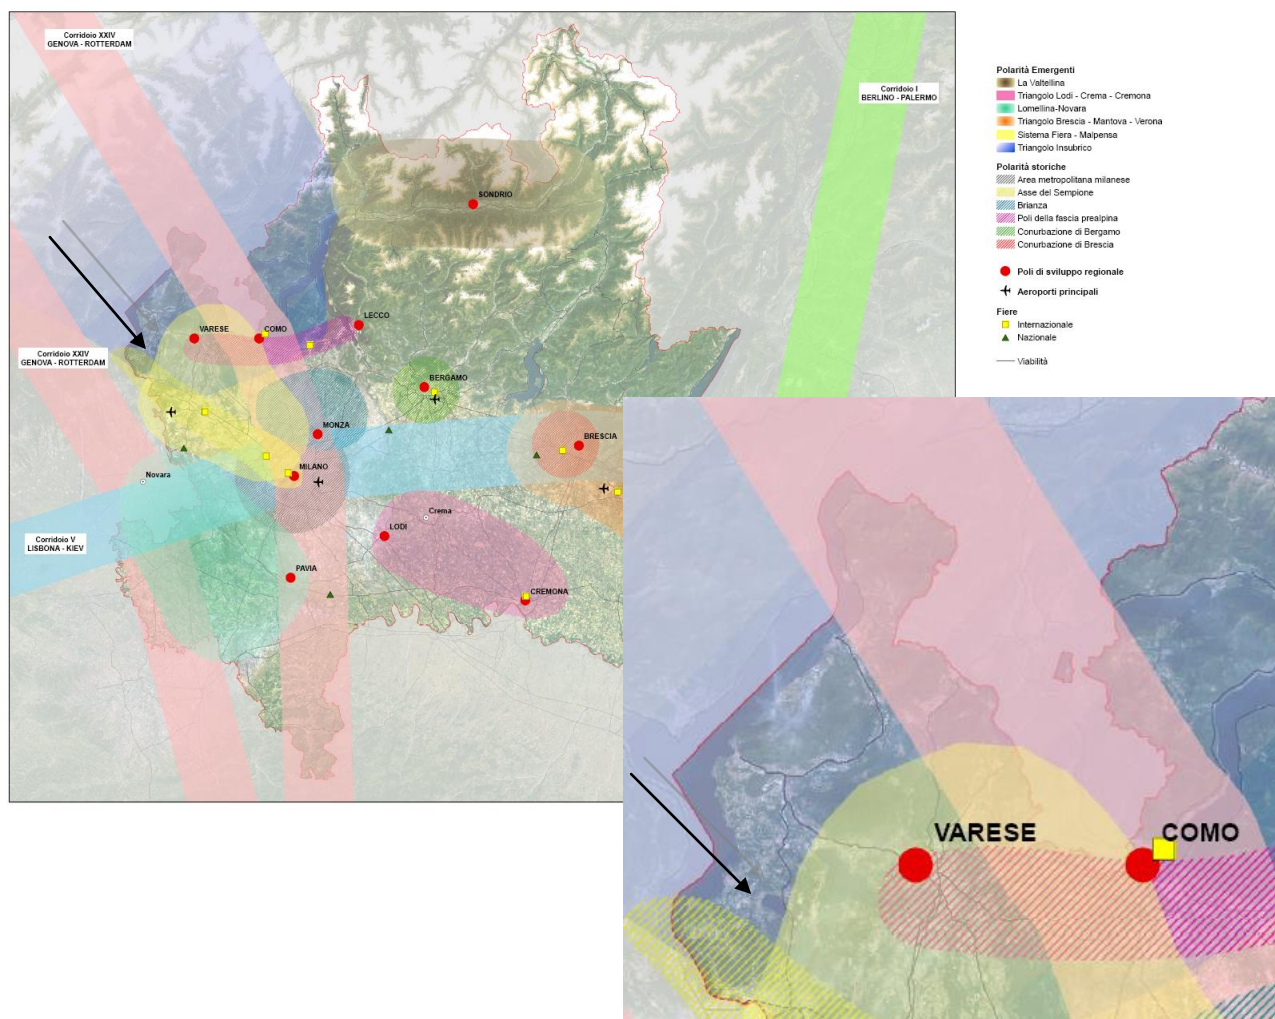 Corridoio XXIV
GENOVA - ROTTERDAM
Corridoio I
BERLINO - PALERMO
SONDRIO
LECCO
VARESE
COMO
Corridoio XXIV
GENOVA - ROTTERDAM
BERGAMO
MONZA
BRESCIA
MILANO
Novara
Crema
LODI
Corridoio V
LISBONA - KIEV
PAVIA
CREMONA
Polarità Emergenti
La Valtellina
Triangolo Lodi - Crema - Cremona
Lomellina-Novara
Triangolo Brescia - Mantova - Verona
Sistema Fiera - Malpensa
Triangolo Insubrico
Polarità storiche
Area metropolitana milanese
Asse del Sempione
Brianza
Poli della fascia prealpina
Conurbazione di Bergamo
Conurbazione di Brescia
Poli di sviluppo regionale
Aeroporti principali
Fiere
Internazionale
Nazionale
Viabilità
VARESE
COMO